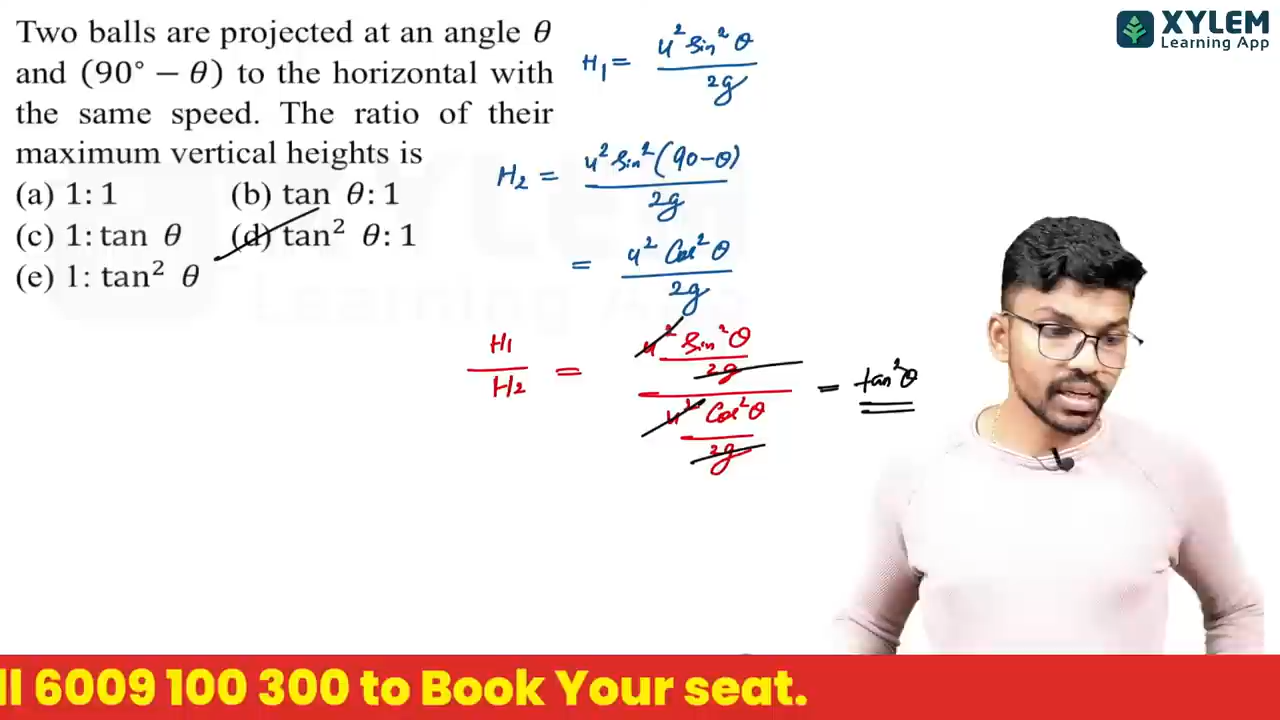 Two balls are projected at an angle θ
and (90° − θ) to the horizontal with
the same speed. The ratio of their
maximum vertical heights is
(a) 1: 1 (b) tan θ: 1
(c) 1: tan θ (d) tan² θ: 1
(e) 1: tan² θ
H₁ = u² sin² θ / 2g
H₂ = u² sin² (90-θ) / 2g
= u² Cos² θ / 2g
H₁ / H₂ = u² sin² θ / 2g / u² Cos² θ / 2g = tan² θ
XYLEM
Learning App
XYLEM
Learning App
ll 6009 100 300 to Book Your seat.